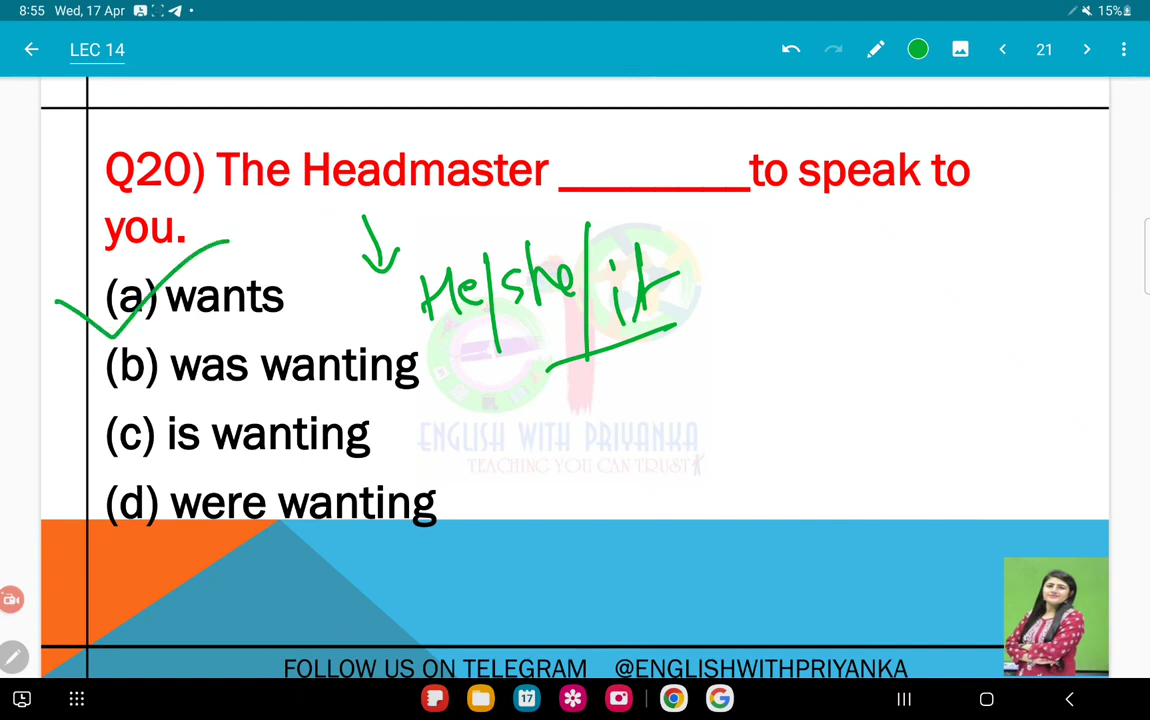 8:55 Wed, 17 Apr 15%
LEC 14 21
Q20) The Headmaster ________to speak to
you.
He/she/it
(a) wants
(b) was wanting
(c) is wanting
(d) were wanting
ENGLISH WITH PRIYANKA
TEACHING YOU CAN TRUST
FOLLOW US ON TELEGRAM @ENGLISHWITHPRIYANKA
17